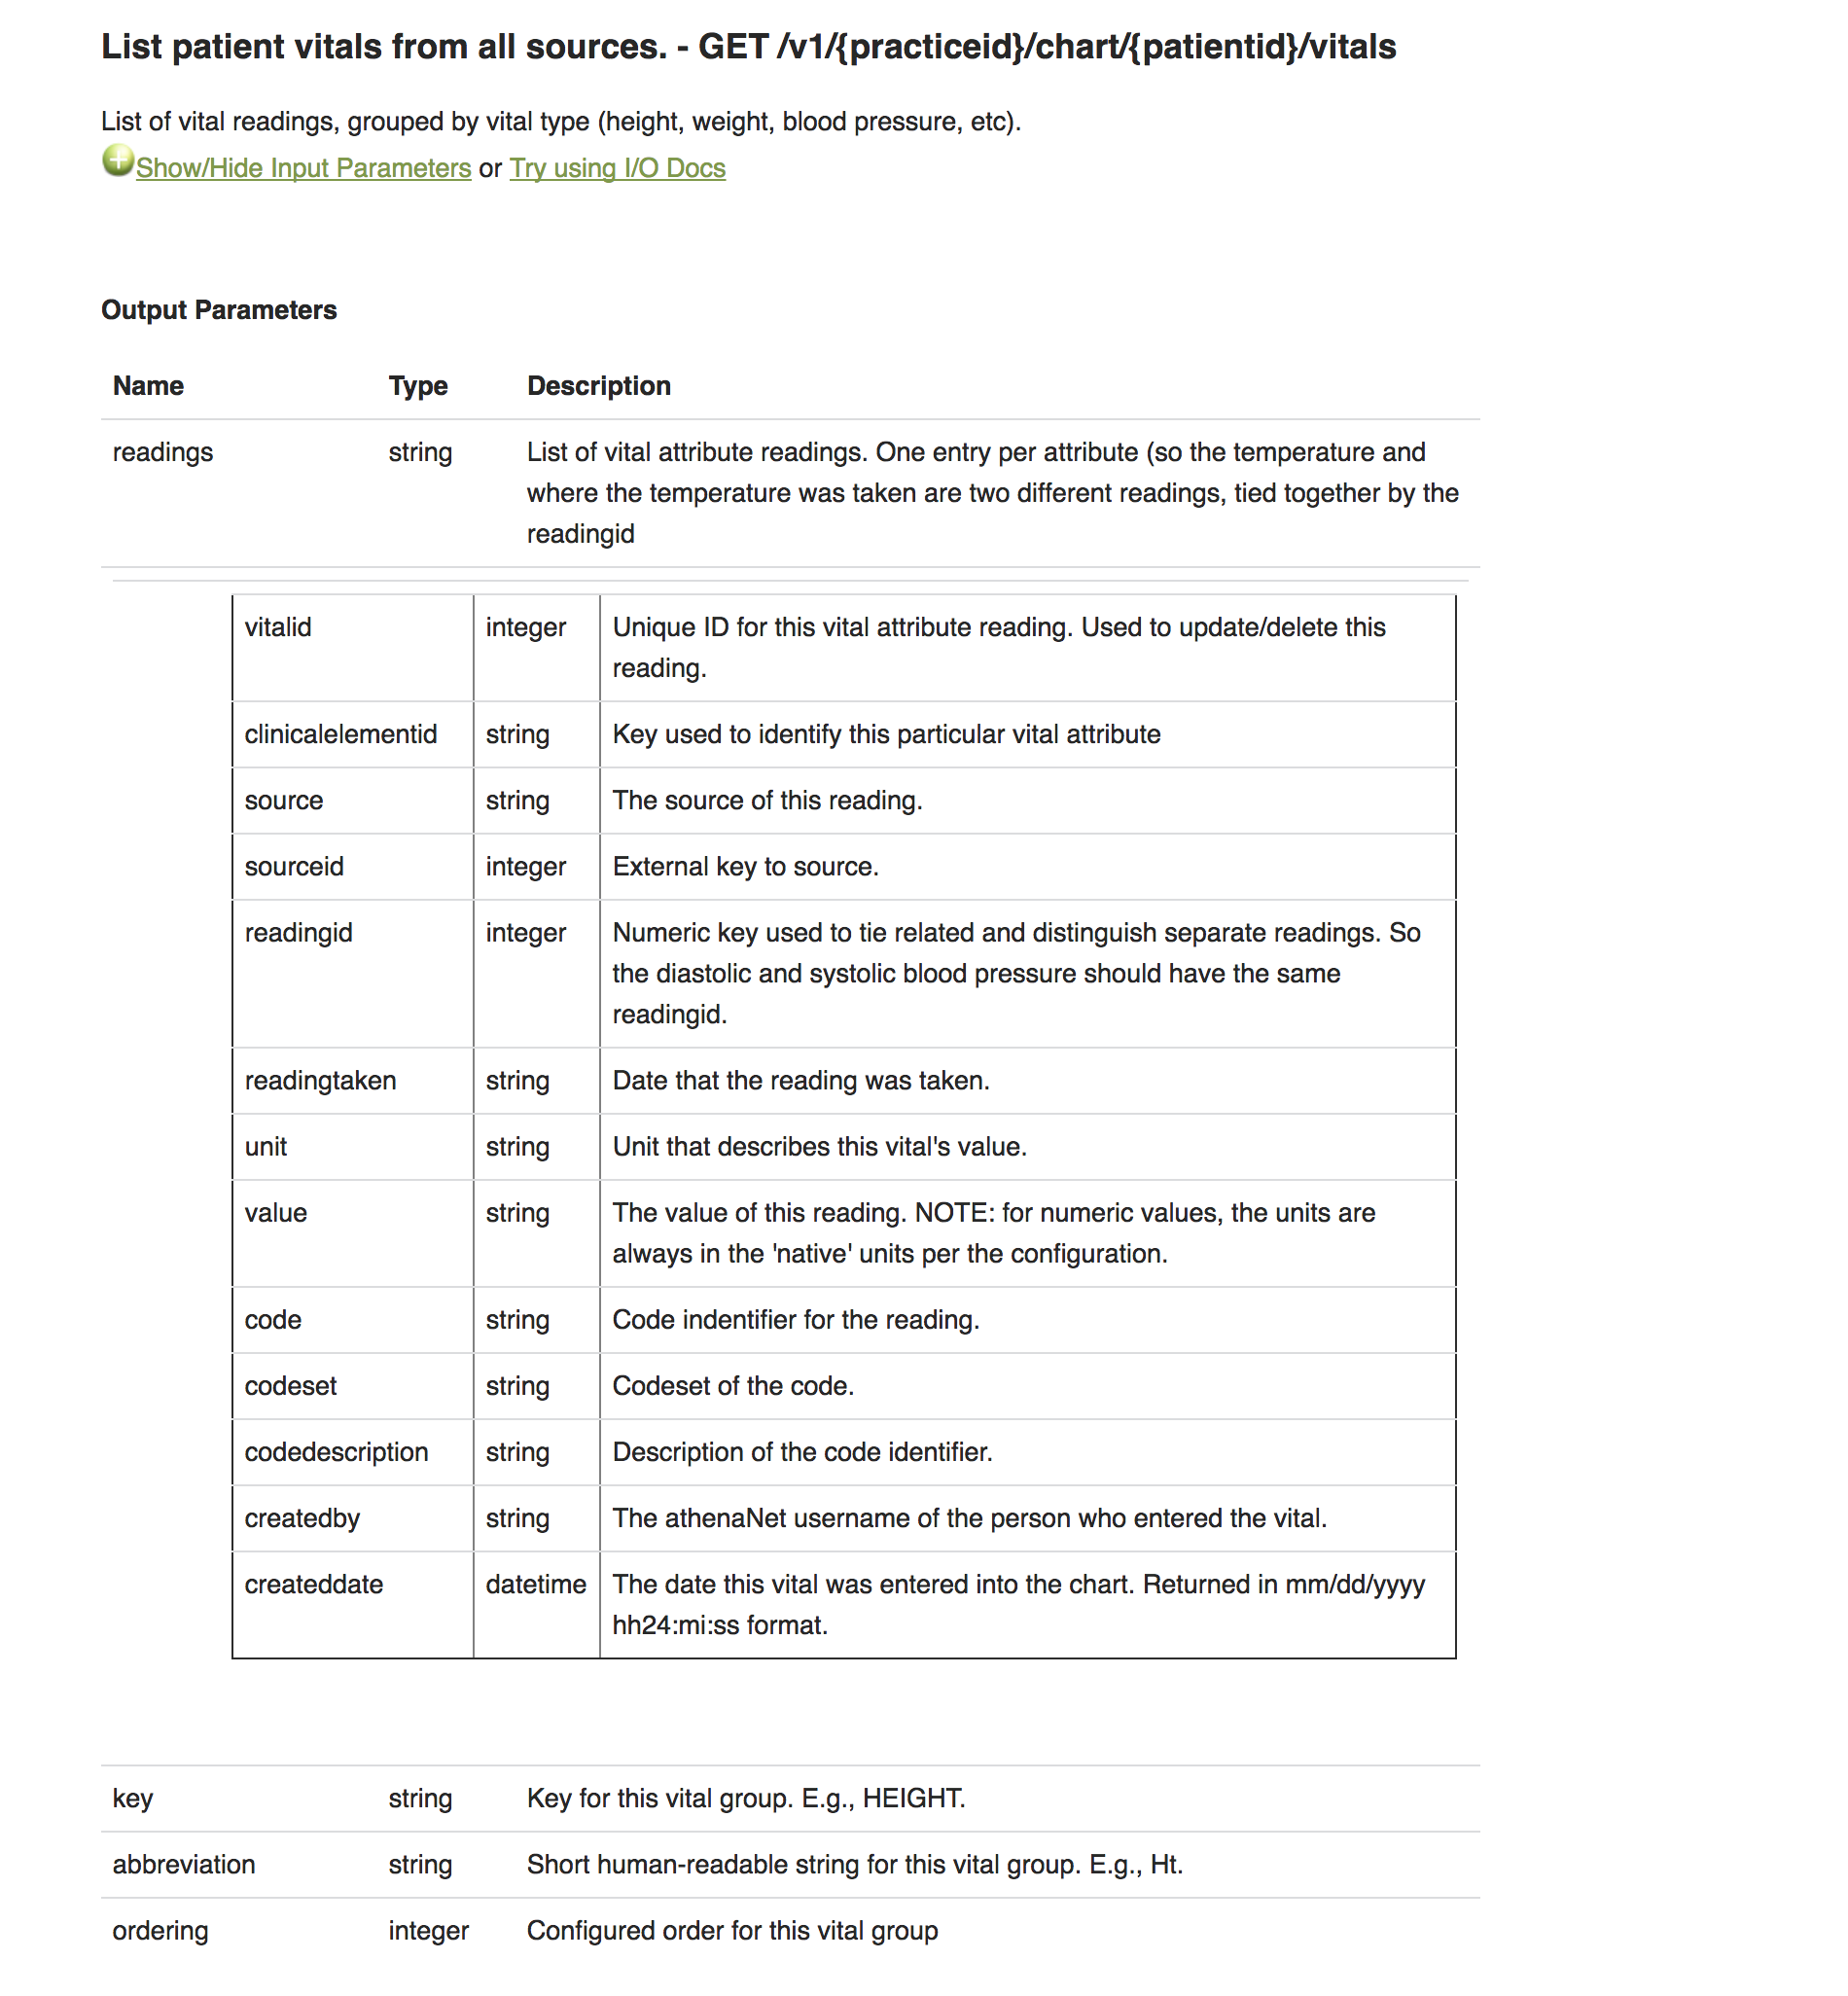 List patient vitals from all sources. - GET /v1/{practiceid}/chart/{patientid}/vitals
List of vital readings, grouped by vital type (height, weight, blood pressure, etc).
Show/Hide Input Parameters or Try using I/O Docs
Output Parameters
Name Type Description
readings string List of vital attribute readings. One entry per attribute (so the temperature and
where the temperature was taken are two different readings, tied together by the
readingid
vitalid integer Unique ID for this vital attribute reading. Used to update/delete this
reading.
clinicalelementid string Key used to identify this particular vital attribute
source string The source of this reading.
sourceid integer External key to source.
readingid integer Numeric key used to tie related and distinguish separate readings. So
the diastolic and systolic blood pressure should have the same
readingid.
readingtaken string Date that the reading was taken.
unit string Unit that describes this vital's value.
value string The value of this reading. NOTE: for numeric values, the units are
always in the 'native' units per the configuration.
code string Code indentifier for the reading.
codeset string Codeset of the code.
codedescription string Description of the code identifier.
createdby string The athenaNet username of the person who entered the vital.
createddate datetime The date this vital was entered into the chart. Returned in mm/dd/yyyy
hh24:mi:ss format.
key string Key for this vital group. E.g., HEIGHT.
abbreviation string Short human-readable string for this vital group. E.g., Ht.
ordering integer Configured order for this vital group